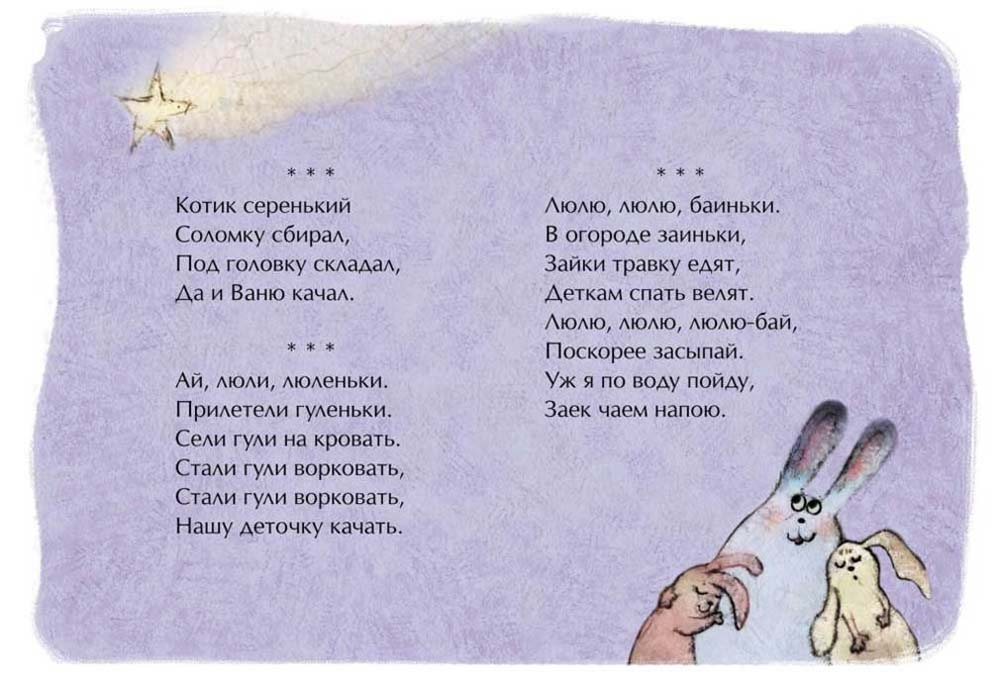 * * *
Котик серенький
Соломку сбирал,
Под головку складал,
Да и Ваню качал.
* * *
Ай, люли, люленьки.
Прилетели гуленьки.
Сели гули на кровать.
Стали гули ворковать,
Стали гули ворковать,
Нашу деточку качать.
* * *
Люлю, люлю, баиньки.
В огороде заиньки,
Зайки травку едят,
Деткам спать велят.
Люлю, люлю, люлю-бай,
Поскорее засыпай.
Уж я по воду пойду,
Заек чаем напою.